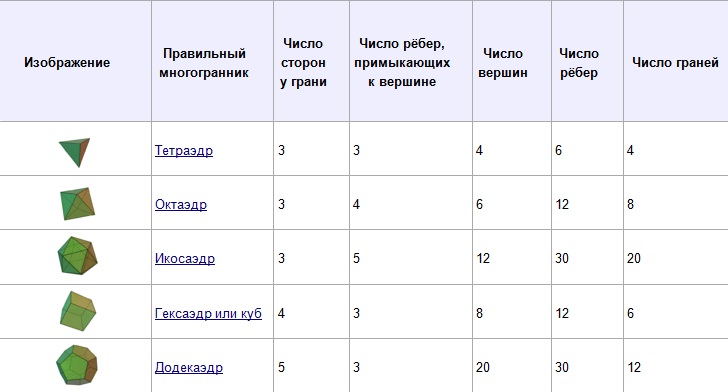 Изображение
Правильный
многогранник
Число
сторон
у грани
Число рёбер,
примыкающих
к вершине
Число
вершин
Число
рёбер
Число граней
Тетраэдр 3 3 4 6 4
Октаэдр 3 4 6 12 8
Икосаэдр 3 5 12 30 20
Гексаэдр или куб 4 3 8 12 6
Додекаэдр 5 3 20 30 12